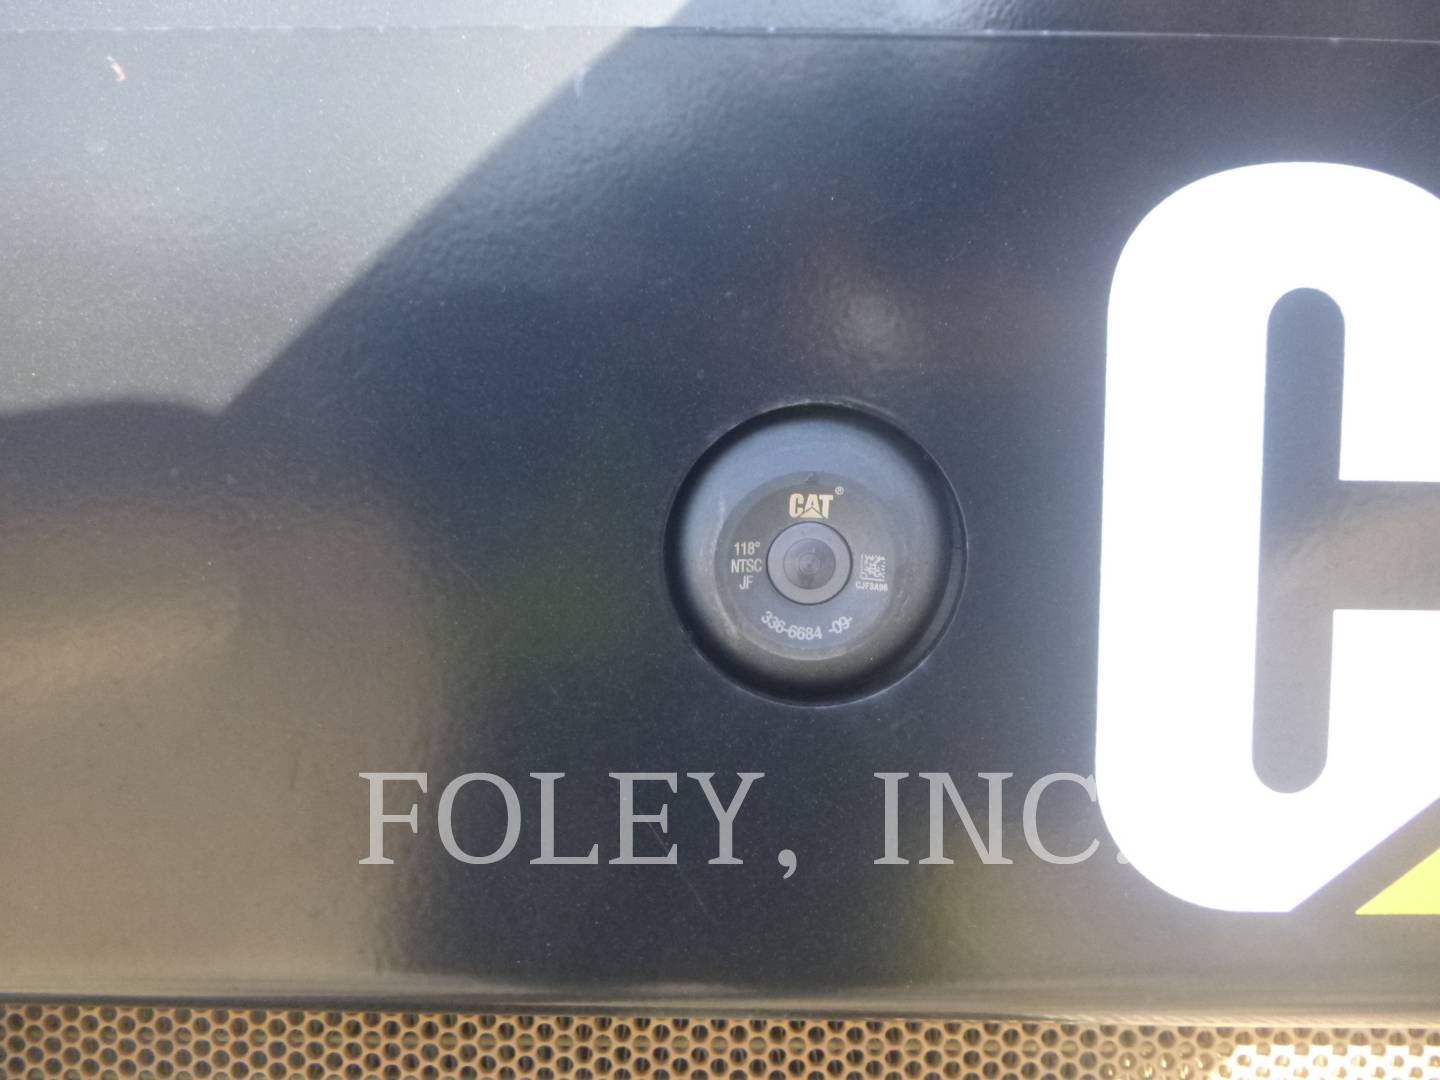 CAT®
118°
NTSC
JF
CJF3A98
336-6684 -09-
C
FOLEY, INC.